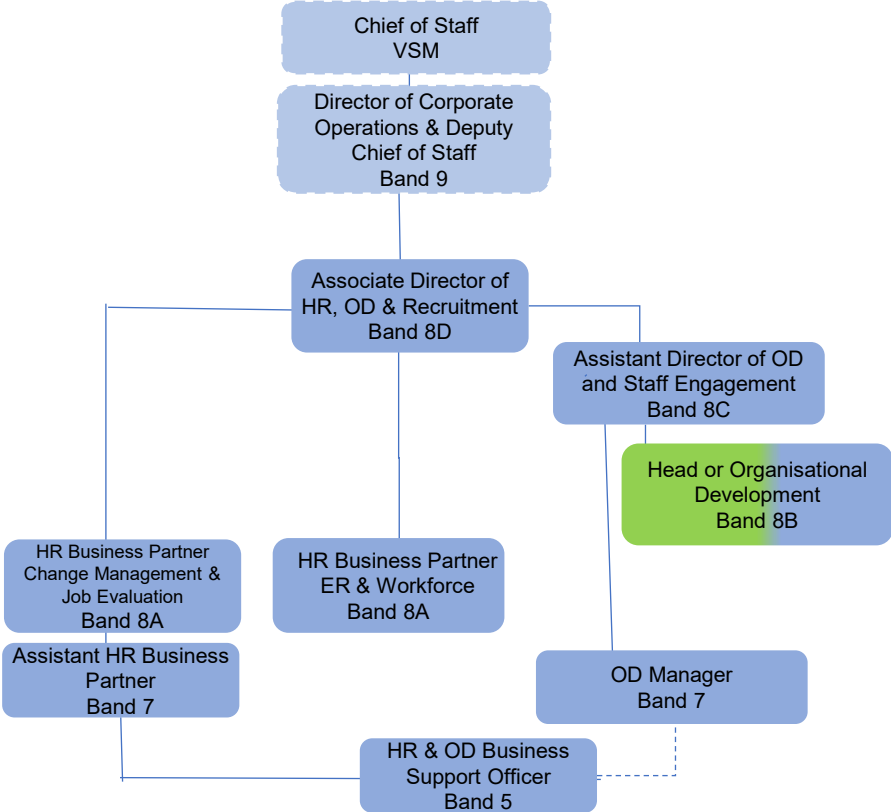 Chief of Staff
VSM
Director of Corporate
Operations & Deputy
Chief of Staff
Band 9
Associate Director of
HR, OD & Recruitment
Band 8D
Assistant Director of OD
and Staff Engagement
Band 8C
Head or Organisational
Development
Band 8B
HR Business Partner
Change Management &
Job Evaluation
Band 8A
HR Business Partner
ER & Workforce
Band 8A
Assistant HR Business
Partner
Band 7
OD Manager
Band 7
HR & OD Business
Support Officer
Band 5